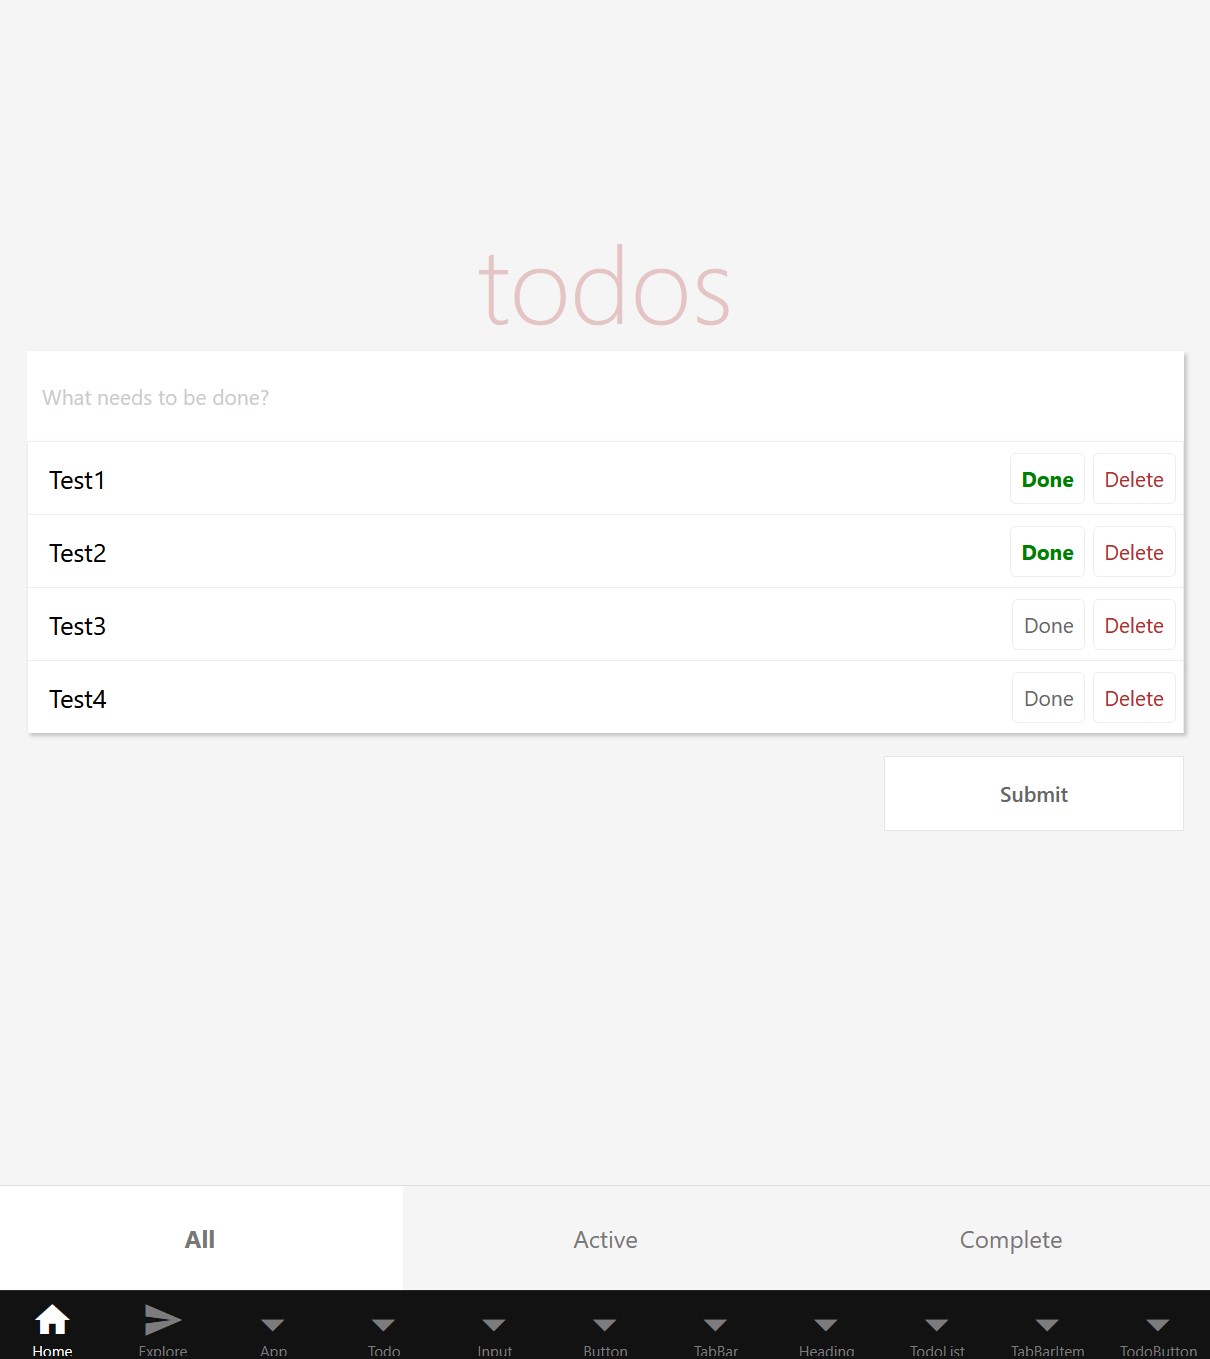 todos
What needs to be done?
Test1 Done Delete
Test2 Done Delete
Test3 Done Delete
Test4 Done Delete
Submit
All Active Complete
Home Explore App Todo Input Button TabBar Heading TodoList TabBarItem TodoButton